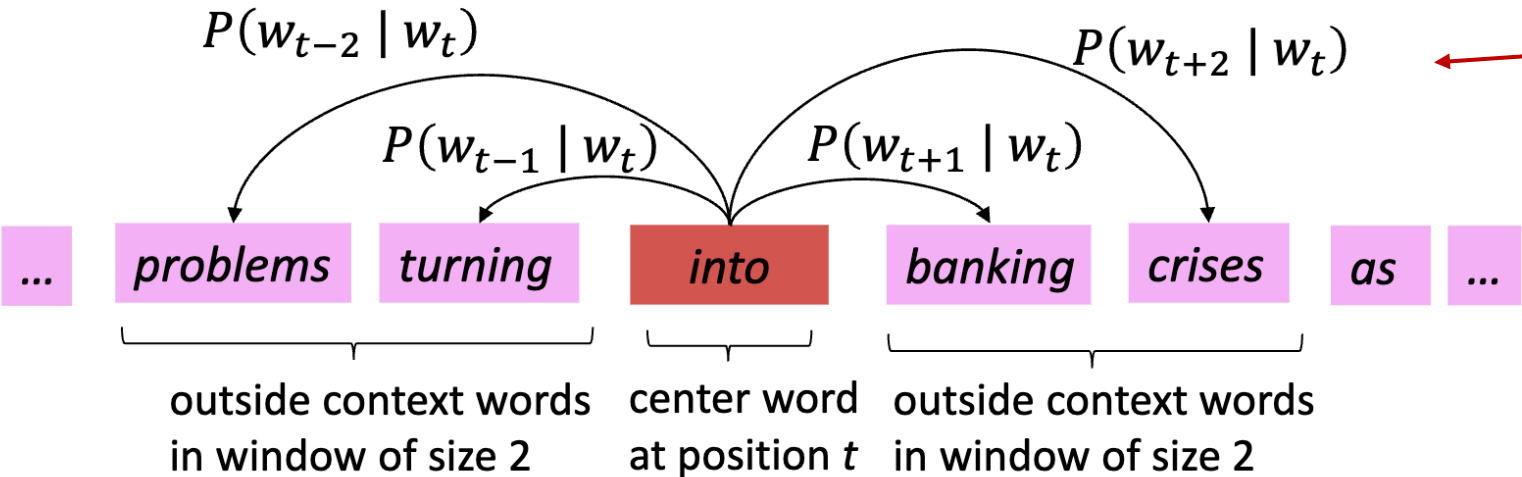 P(w_{t−2} | w_t)
P(w_{t+2} | w_t)
P(w_{t−1} | w_t)
P(w_{t+1} | w_t)
... problems turning into banking crises as ...
outside context words
in window of size 2
center word
at position t
outside context words
in window of size 2